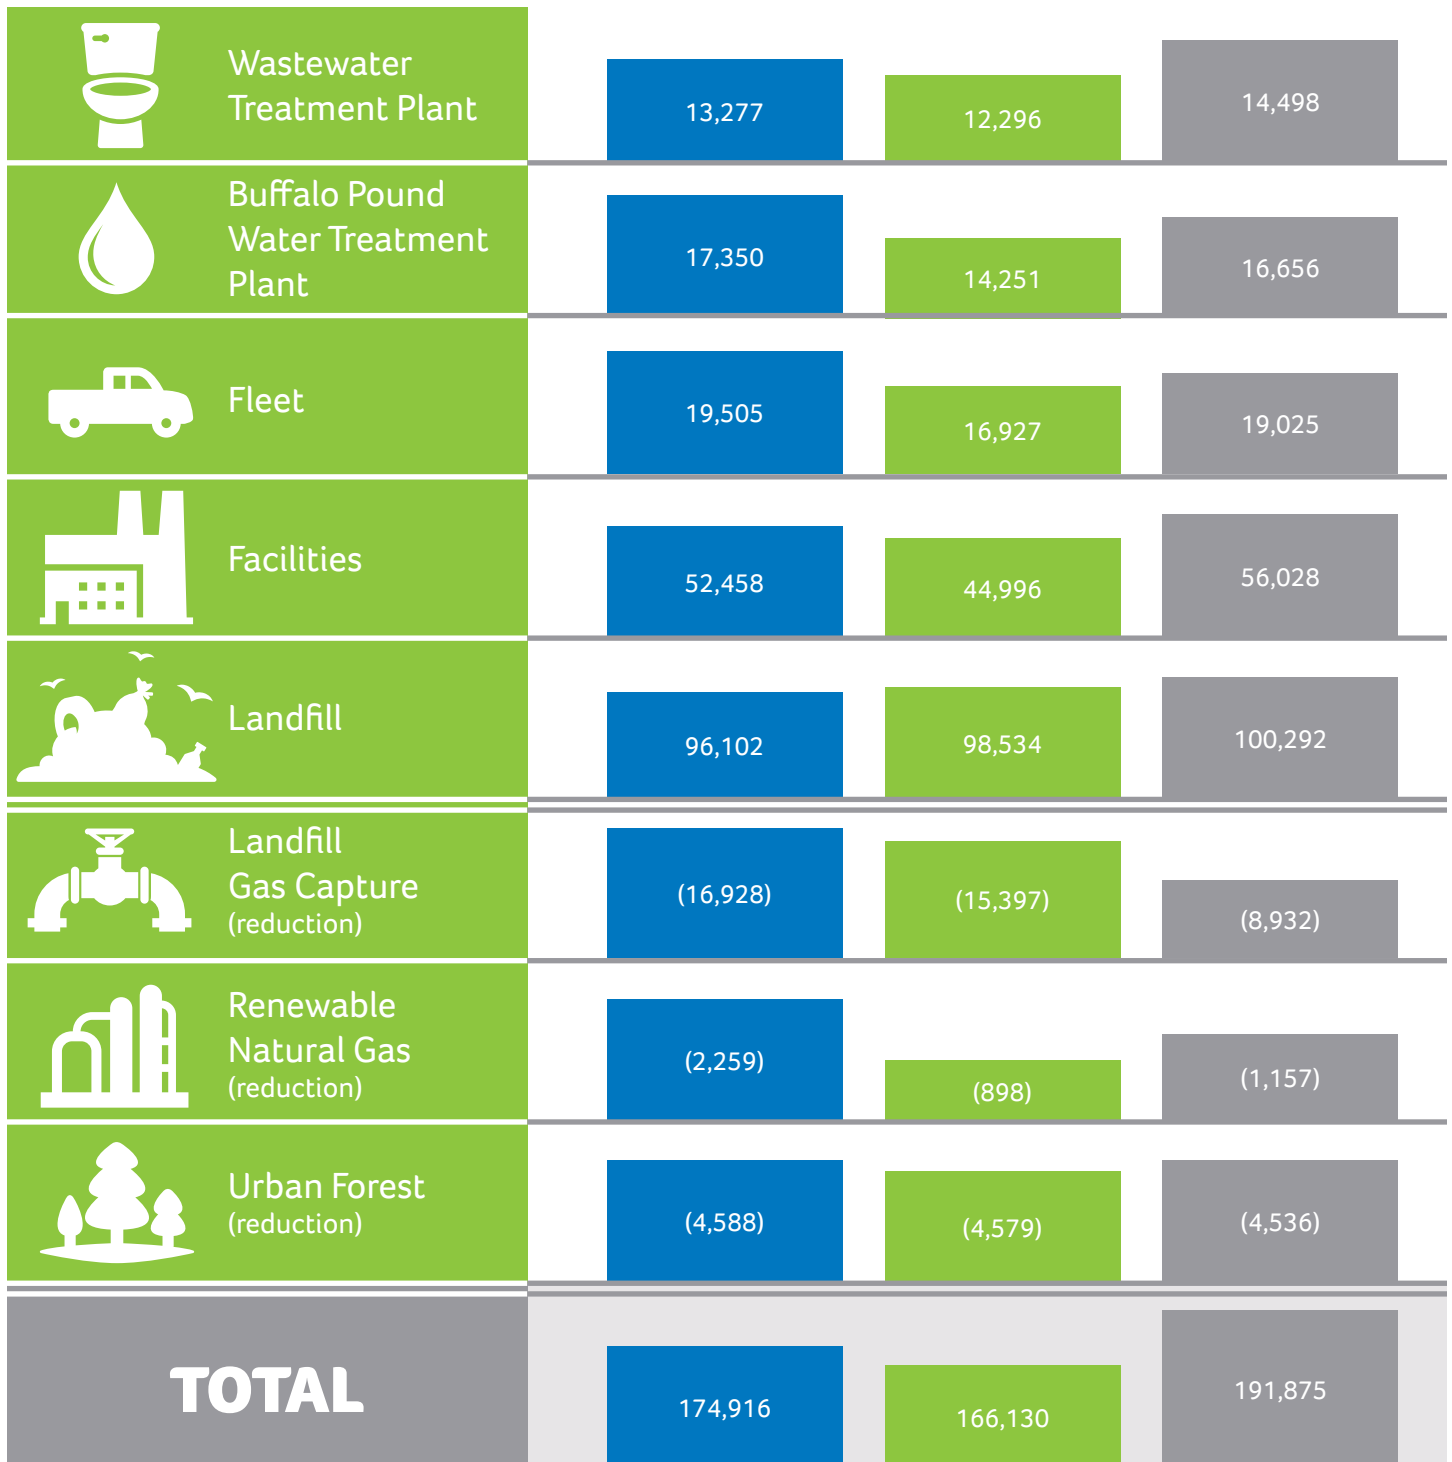 Wastewater
Treatment Plant
13,277
12,296
14,498
Buffalo Pound
Water Treatment
Plant
17,350
14,251
16,656
Fleet
19,505
16,927
19,025
Facilities
52,458
44,996
56,028
Landfill
96,102
98,534
100,292
Landfill
Gas Capture
(reduction)
(16,928)
(15,397)
(8,932)
Renewable
Natural Gas
(reduction)
(2,259)
(898)
(1,157)
Urban Forest
(reduction)
(4,588)
(4,579)
(4,536)
TOTAL
174,916
166,130
191,875